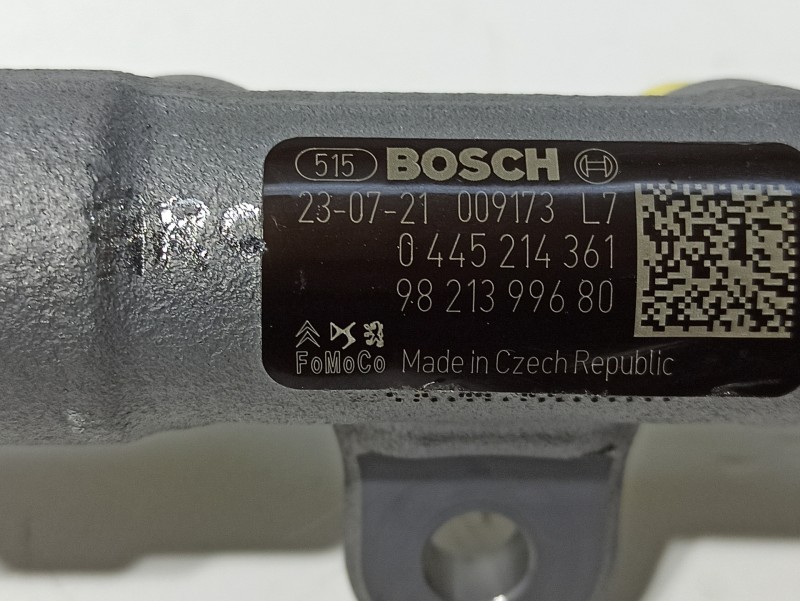 515 BOSCH
23-07-21 009173 L7
0 445 214 361
98 213 996 80
FoMoCo Made in Czech Republic